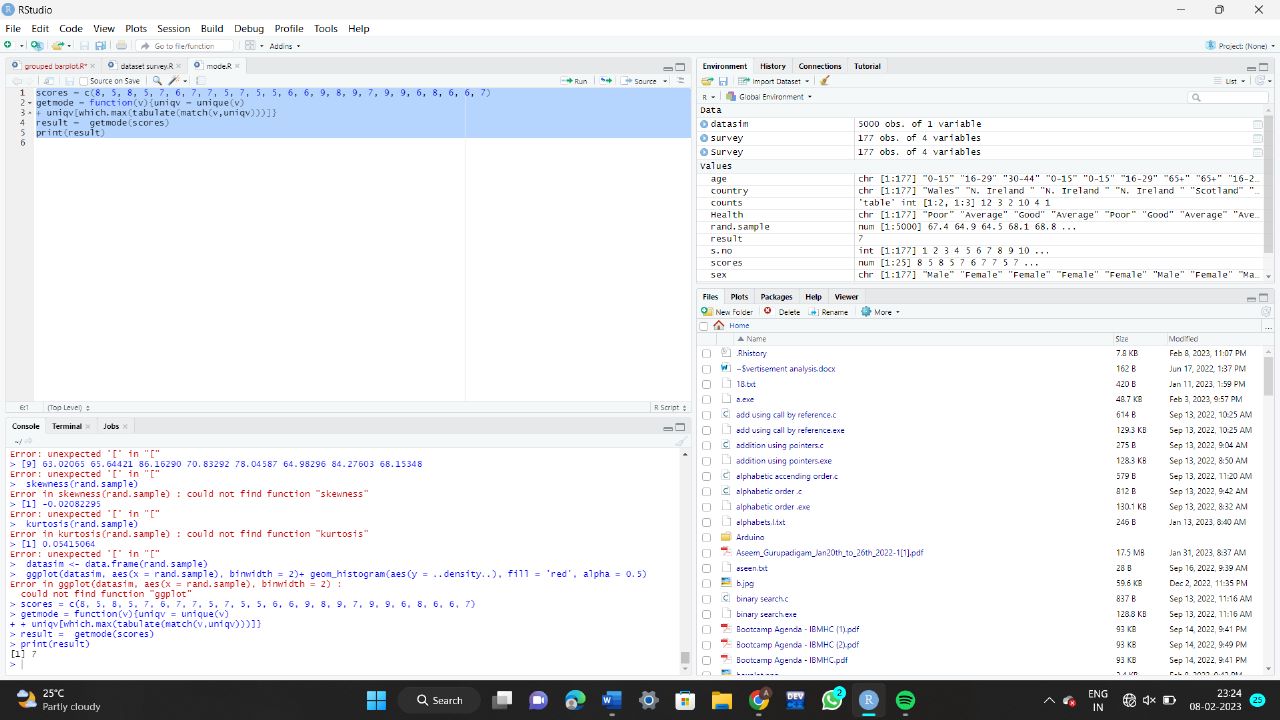 RStudio
File Edit Code View Plots Session Build Debug Profile Tools Help
Go to file/function Addins Project: (None)
grouped barplot.R* dataset survey.R mode.R
Source on Save Run Source
1 scores = c(8, 5, 8, 5, 7, 6, 7, 7, 5, 7, 5, 5, 6, 6, 9, 8, 9, 7, 9, 9, 6, 8, 6, 6, 7)
2 getmode = function(v){uniqv = unique(v)
3 + uniqv[which.max(tabulate(match(v,uniqv)))]}
4 result = getmode(scores)
5 print(result)
6
6:1 (Top Level) R Script
Console Terminal Jobs
~/
Error: unexpected '[' in "["
> [9] 63.02065 65.64421 86.16290 70.83292 78.04587 64.98296 84.27603 68.15348
Error: unexpected '[' in "["
> skewness(rand.sample)
Error in skewness(rand.sample) : could not find function "skewness"
> [1] -0.02082295
Error: unexpected '[' in "["
> kurtosis(rand.sample)
Error in kurtosis(rand.sample) : could not find function "kurtosis"
> [1] 0.05415064
Error: unexpected '[' in "["
> datasim <- data.frame(rand.sample)
> ggplot(datasim, aes(x = rand.sample), binwidth = 2)+ geom_histogram(aes(y = ..density..), fill = 'red', alpha = 0.5)
Error in ggplot(datasim, aes(x = rand.sample), binwidth = 2) :
could not find function "ggplot"
> scores = c(8, 5, 8, 5, 7, 6, 7, 7, 5, 7, 5, 5, 6, 6, 9, 8, 9, 7, 9, 9, 6, 8, 6, 6, 7)
> getmode = function(v){uniqv = unique(v)
+ + uniqv[which.max(tabulate(match(v,uniqv)))]}
> result = getmode(scores)
> print(result)
[1] 7
>
Environment History Connections Tutorial
Import Dataset List
R Global Environment
Data
datasim 5000 obs. of 1 variable
survey 177 obs. of 4 variables
Survey 177 obs. of 4 variables
Values
age chr [1:177] "0-15" "16-29" "30-44" "0-15" "0-15" "16-29" "65+" "65+" "16-2…
country chr [1:177] "Wales" "N. Ireland " "N. Ireland " "N. Ireland " "Scotland" "…
counts 'table' int [1:2, 1:3] 12 3 2 10 4 1
Health chr [1:177] "Poor" "Average" "Good" "Average" "Poor" "Good" "Average" "Ave…
rand.sample num [1:5000] 67.4 64.9 64.5 68.1 68.8 ...
result 7
s.no int [1:177] 1 2 3 4 5 6 7 8 9 10 ...
scores num [1:25] 8 5 8 5 7 6 7 7 5 7 ...
sex chr [1:177] "Male" "Female" "Female" "Female" "Female" "Male" "Female" "Ma…
Files Plots Packages Help Viewer
New Folder Delete Rename More
Home
Name Size Modified
.Rhistory 7.8 KB Feb 8, 2023, 11:07 PM
~$vertisement analysis.docx 162 B Jun 17, 2022, 1:37 PM
18.txt 420 B Jan 11, 2023, 1:59 PM
a.exe 48.7 KB Feb 3, 2023, 9:57 PM
add using call by reference.c 614 B Sep 13, 2022, 10:25 AM
add using call by reference.exe 129.3 KB Sep 13, 2022, 10:25 AM
addition using pointers.c 275 B Sep 13, 2022, 9:04 AM
addition using pointers.exe 128.3 KB Sep 13, 2022, 8:50 AM
alphabetic accending order.c 579 B Sep 13, 2022, 11:20 AM
alphabetic order .c 812 B Sep 13, 2022, 9:42 AM
alphabetic order .exe 130.1 KB Sep 13, 2022, 8:32 AM
alphabets.l.txt 246 B Jan 13, 2023, 8:40 AM
Arduino
Aseem_Gurupadigam_Jan20th_to_26th_2022-1[1].pdf 17.5 MB Jan 31, 2023, 8:37 AM
aseen.txt 28 B Sep 16, 2022, 9:39 AM
b.jpg 59.6 KB Dec 2, 2022, 11:35 PM
binary search.c 837 B Sep 13, 2022, 11:16 AM
binary search.exe 128.8 KB Sep 13, 2022, 11:16 AM
Bootcamp Agenda - IBMHC (1).pdf 93 KB Sep 14, 2022, 9:41 PM
Bootcamp Agenda - IBMHC (2).pdf 93 KB Sep 14, 2022, 9:49 PM
Bootcamp Agenda - IBMHC.pdf 93 KB Sep 14, 2022, 9:41 PM
25°C
Partly cloudy
Search
DEV
2
ENG
IN
23:24
08-02-2023
25